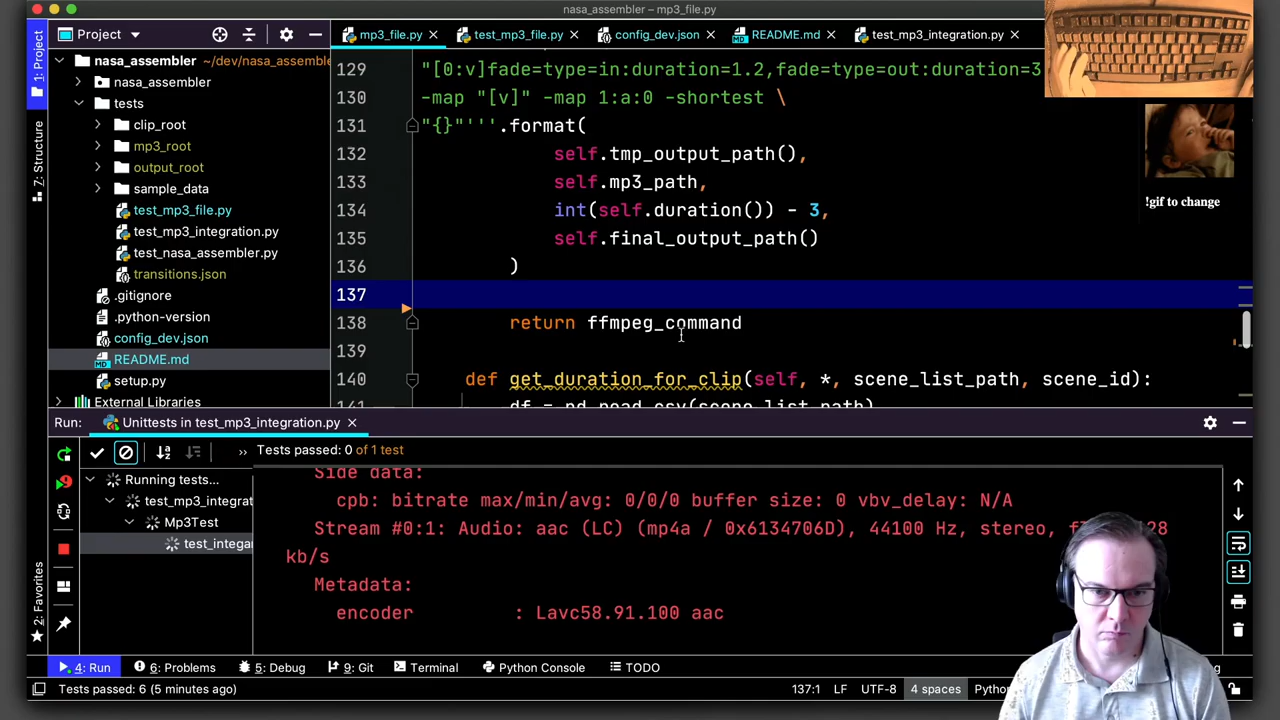 nasa_assembler – mp3_file.py
Project
mp3_file.py
test_mp3_file.py
config_dev.json
README.md
test_mp3_integration.py
1: Project
7: Structure
2: Favorites
nasa_assembler ~/dev/nasa_assemble
nasa_assembler
tests
clip_root
mp3_root
output_root
sample_data
test_mp3_file.py
test_mp3_integration.py
test_nasa_assembler.py
transitions.json
.gitignore
.python-version
config_dev.json
README.md
setup.py
External Libraries
129 "[0:v]fade=type=in:duration=1.2,fade=type=out:duration=3
130 -map "[v]" -map 1:a:0 -shortest \
131 "{}"'''.format(
132 self.tmp_output_path(),
133 self.mp3_path,
134 int(self.duration()) - 3,
135 self.final_output_path()
136 )
137
138 return ffmpeg_command
139
140 def get_duration_for_clip(self, *, scene_list_path, scene_id):
141 df = pd.read_csv(scene_list_path)
!gif to change
Run: Unittests in test_mp3_integration.py
Tests passed: 0 of 1 test
Running tests...
test_mp3_integrat
Mp3Test
test_integar
Side data:
cpb: bitrate max/min/avg: 0/0/0 buffer size: 0 vbv_delay: N/A
Stream #0:1: Audio: aac (LC) (mp4a / 0x6134706D), 44100 Hz, stereo, 128
kb/s
Metadata:
encoder : Lavc58.91.100 aac
4: Run
6: Problems
5: Debug
9: Git
Terminal
Python Console
TODO
Tests passed: 6 (5 minutes ago)
137:1 LF UTF-8 4 spaces Python